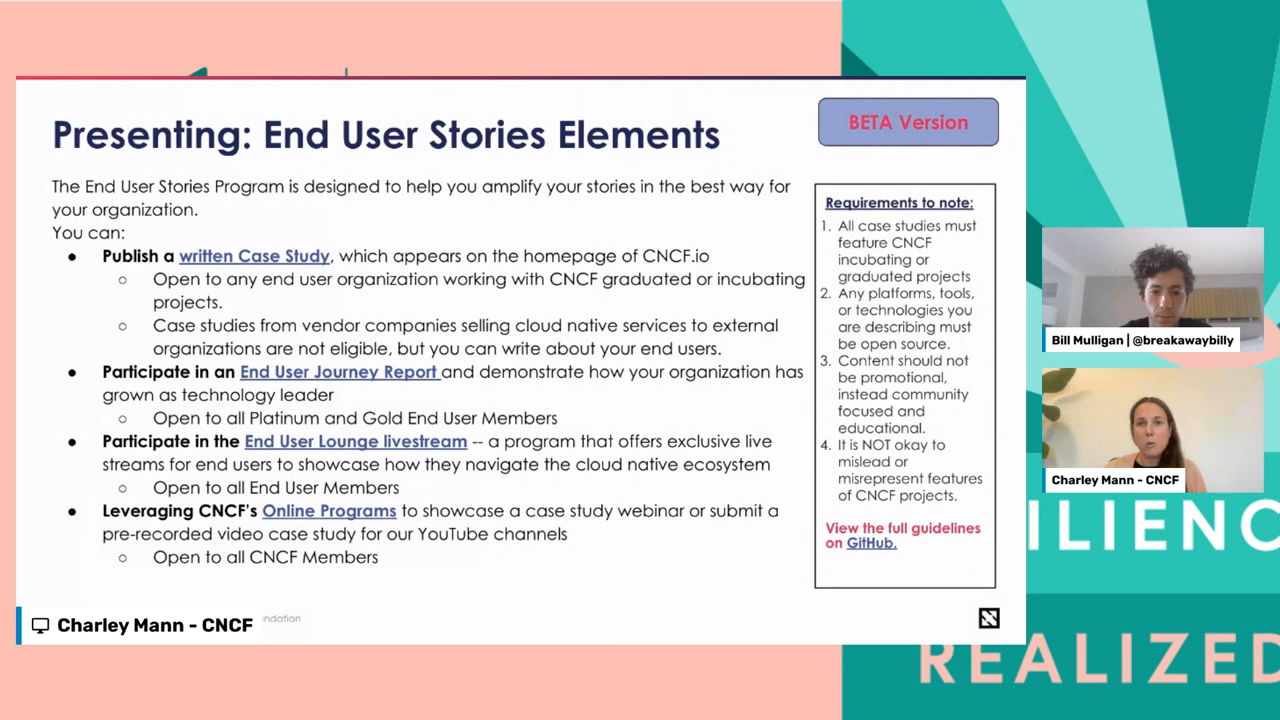 Presenting: End User Stories Elements
BETA Version
The End User Stories Program is designed to help you amplify your stories in the best way for
your organization.
You can:
● Publish a written Case Study, which appears on the homepage of CNCF.io
○ Open to any end user organization working with CNCF graduated or incubating
projects.
○ Case studies from vendor companies selling cloud native services to external
organizations are not eligible, but you can write about your end users.
● Participate in an End User Journey Report and demonstrate how your organization has
grown as technology leader
○ Open to all Platinum and Gold End User Members
● Participate in the End User Lounge livestream -- a program that offers exclusive live
streams for end users to showcase how they navigate the cloud native ecosystem
○ Open to all End User Members
● Leveraging CNCF's Online Programs to showcase a case study webinar or submit a
pre-recorded video case study for our YouTube channels
○ Open to all CNCF Members
Requirements to note:
1. All case studies must
feature CNCF
incubating or
graduated projects
2. Any platforms, tools,
or technologies you
are describing must
be open source.
3. Content should not
be promotional,
instead community
focused and
educational.
4. It is NOT okay to
mislead or
misrepresent features
of CNCF projects.
View the full guidelines
on GitHub.
Bill Mulligan | @breakawaybilly
Charley Mann - CNCF
Charley Mann - CNCF
ndation
ILIENC
REALIZED